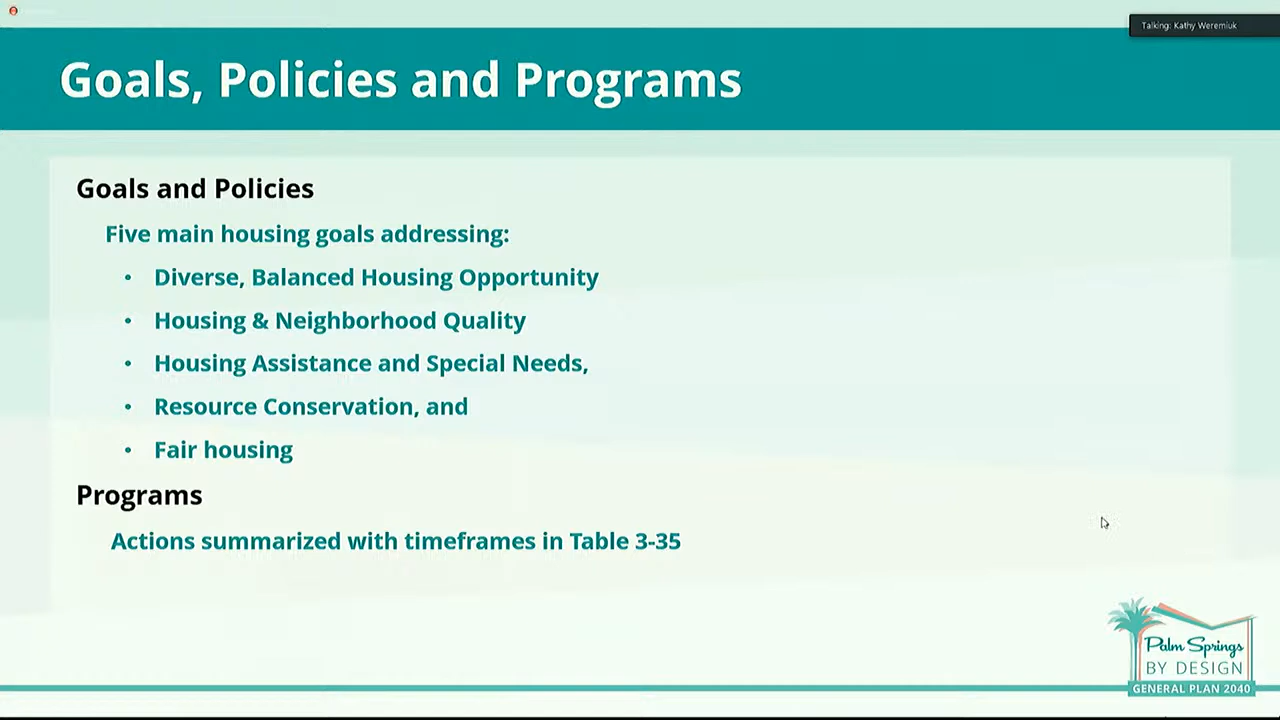 Talking: Kathy Weremiuk
Goals, Policies and Programs
Goals and Policies
Five main housing goals addressing:
• Diverse, Balanced Housing Opportunity
• Housing & Neighborhood Quality
• Housing Assistance and Special Needs,
• Resource Conservation, and
• Fair housing
Programs
Actions summarized with timeframes in Table 3-35
Palm Springs
BY DESIGN
GENERAL PLAN 2040